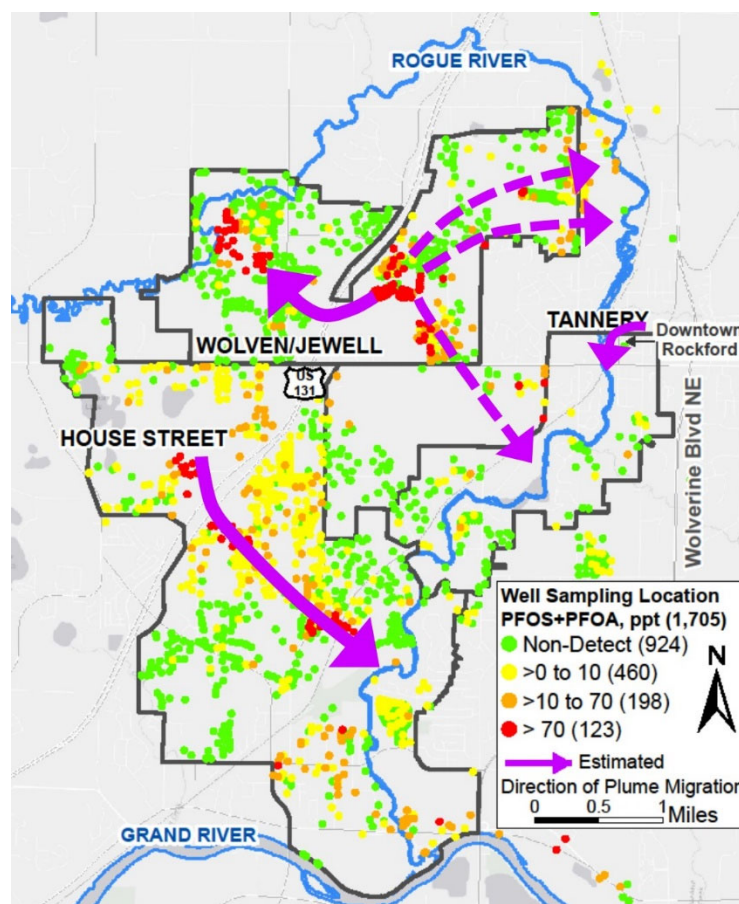 ROGUE RIVER
TANNERY
Downtown
Rockford
WOLVEN/JEWELL
US
131
HOUSE STREET
Wolverine Blvd NE
Well Sampling Location
PFOS+PFOA, ppt (1,705)
Non-Detect (924)
>0 to 10 (460)
>10 to 70 (198)
> 70 (123)
N
Estimated
Direction of Plume Migration
0 0.5 1
Miles
GRAND RIVER